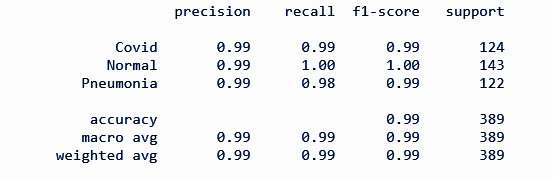 precision recall f1-score support
Covid 0.99 0.99 0.99 124
Normal 0.99 1.00 1.00 143
Pneumonia 0.99 0.98 0.99 122
accuracy 0.99 389
macro avg 0.99 0.99 0.99 389
weighted avg 0.99 0.99 0.99 389